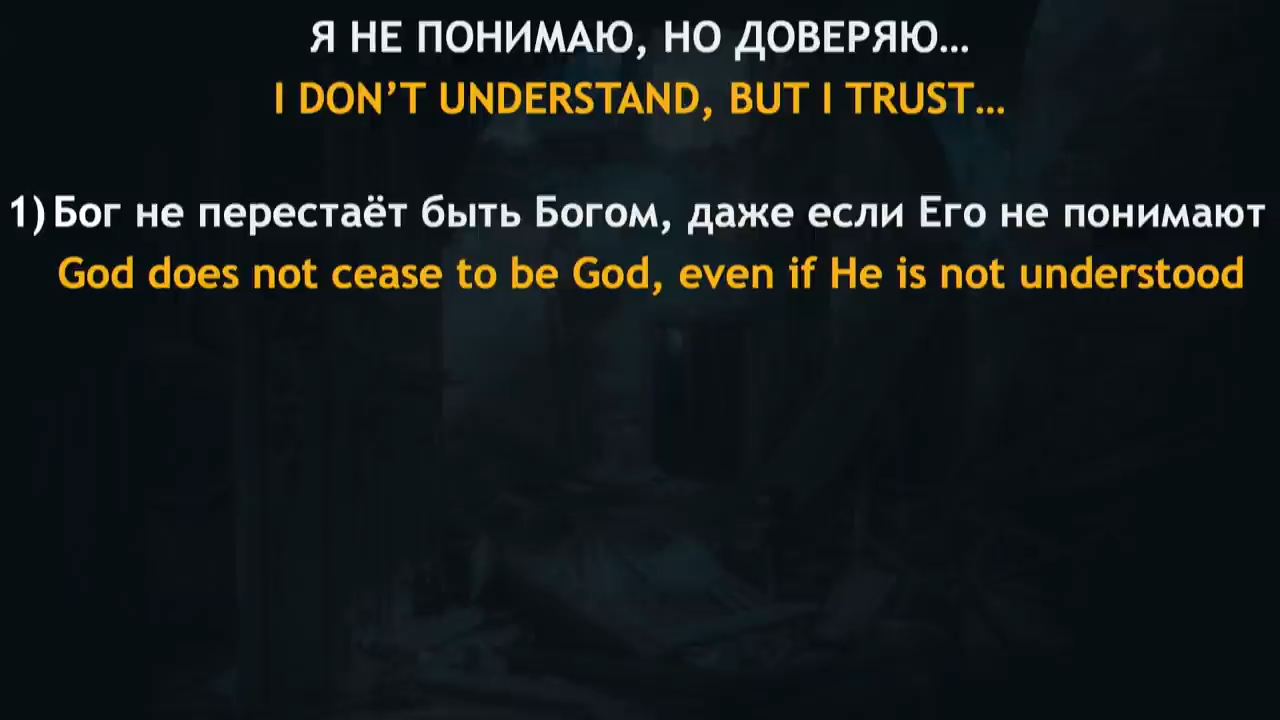 Я НЕ ПОНИМАЮ, НО ДОВЕРЯЮ…
I DON’T UNDERSTAND, BUT I TRUST…
1) Бог не перестаёт быть Богом, даже если Его не понимают
God does not cease to be God, even if He is not understood